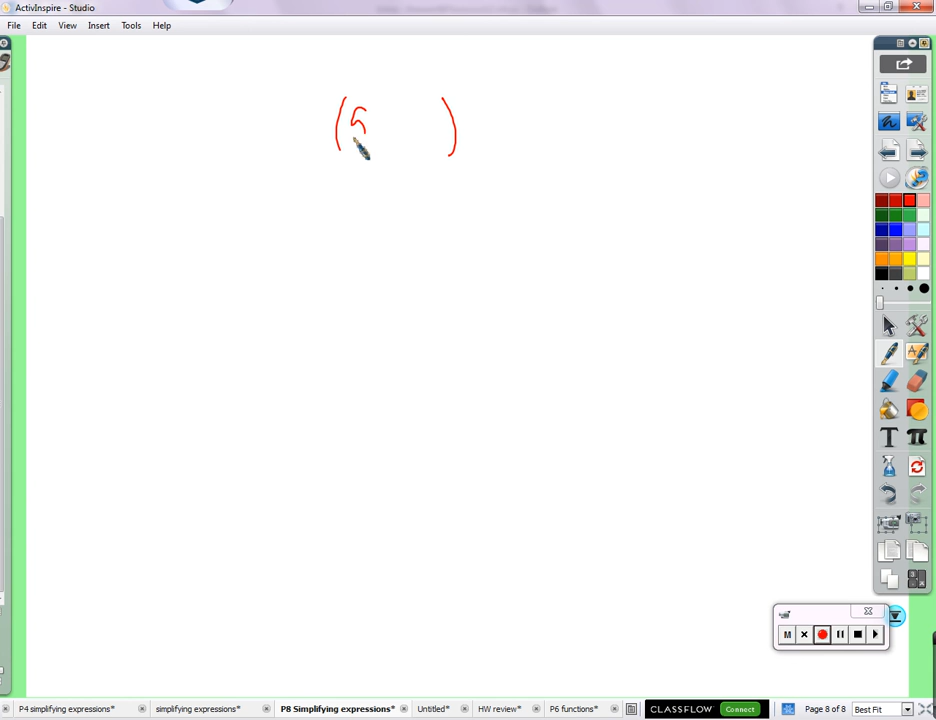 ActivInspire - Studio
File Edit View Insert Tools Help
( 5 )
M
P4 simplifying expressions* simplifying expressions* P8 Simplifying expressions* Untitled* HW review* P6 functions* CLASSFLOW Connect Page 8 of 8 Best Fit